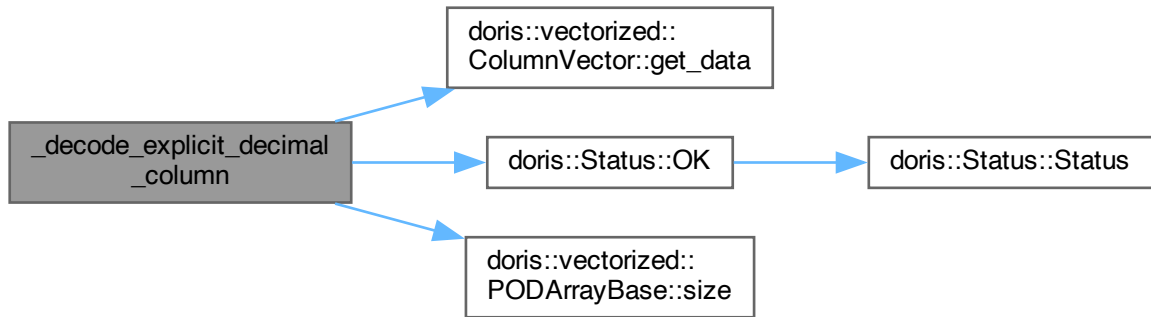 doris::vectorized::
ColumnVector::get_data
_decode_explicit_decimal
_column
doris::Status::OK
doris::Status::Status
doris::vectorized::
PODArrayBase::size